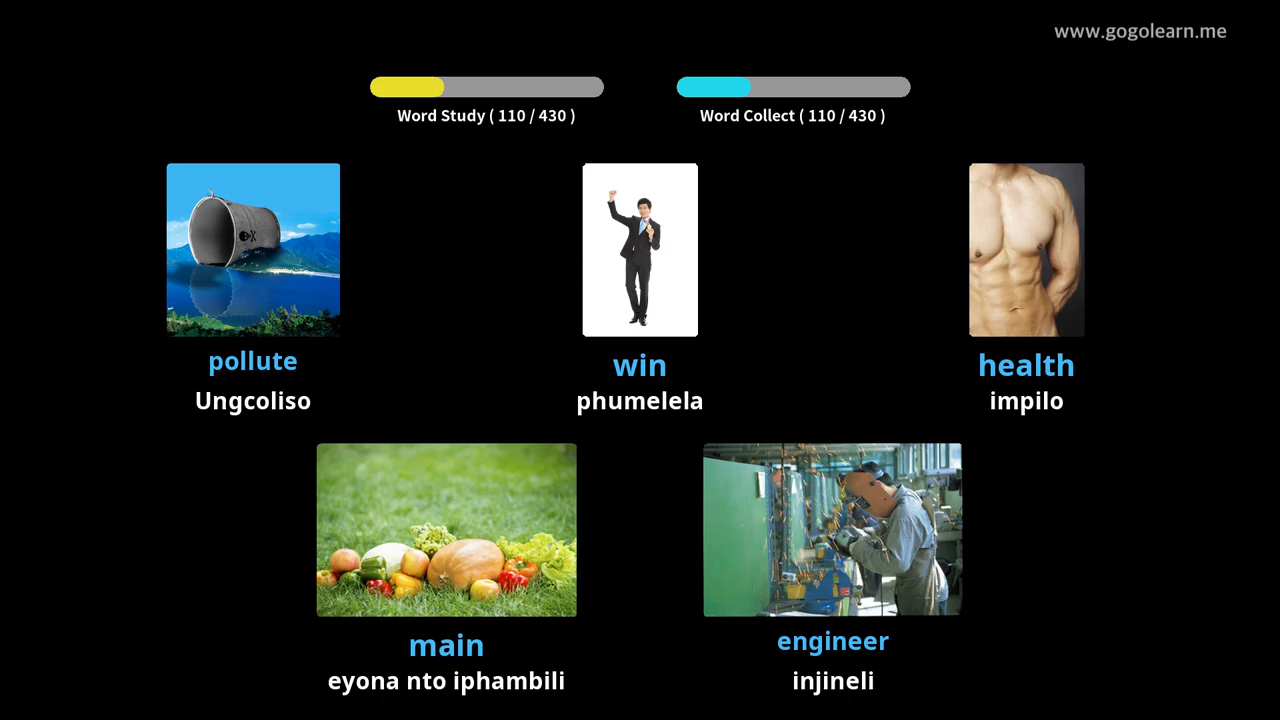 www.gogolearn.me
Word Study ( 110 / 430 )
Word Collect ( 110 / 430 )
pollute
Ungcoliso
win
phumelela
health
impilo
main
eyona nto iphambili
engineer
injineli